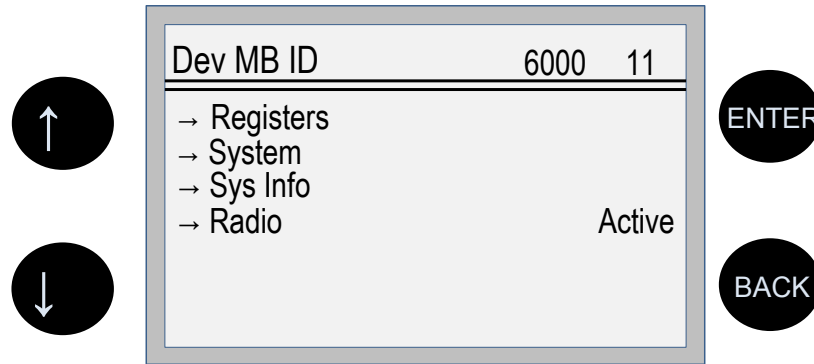 Dev MB ID 6000 11
↑
→ Registers
ENTER
→ System
→ Sys Info
→ Radio Active
↓
BACK